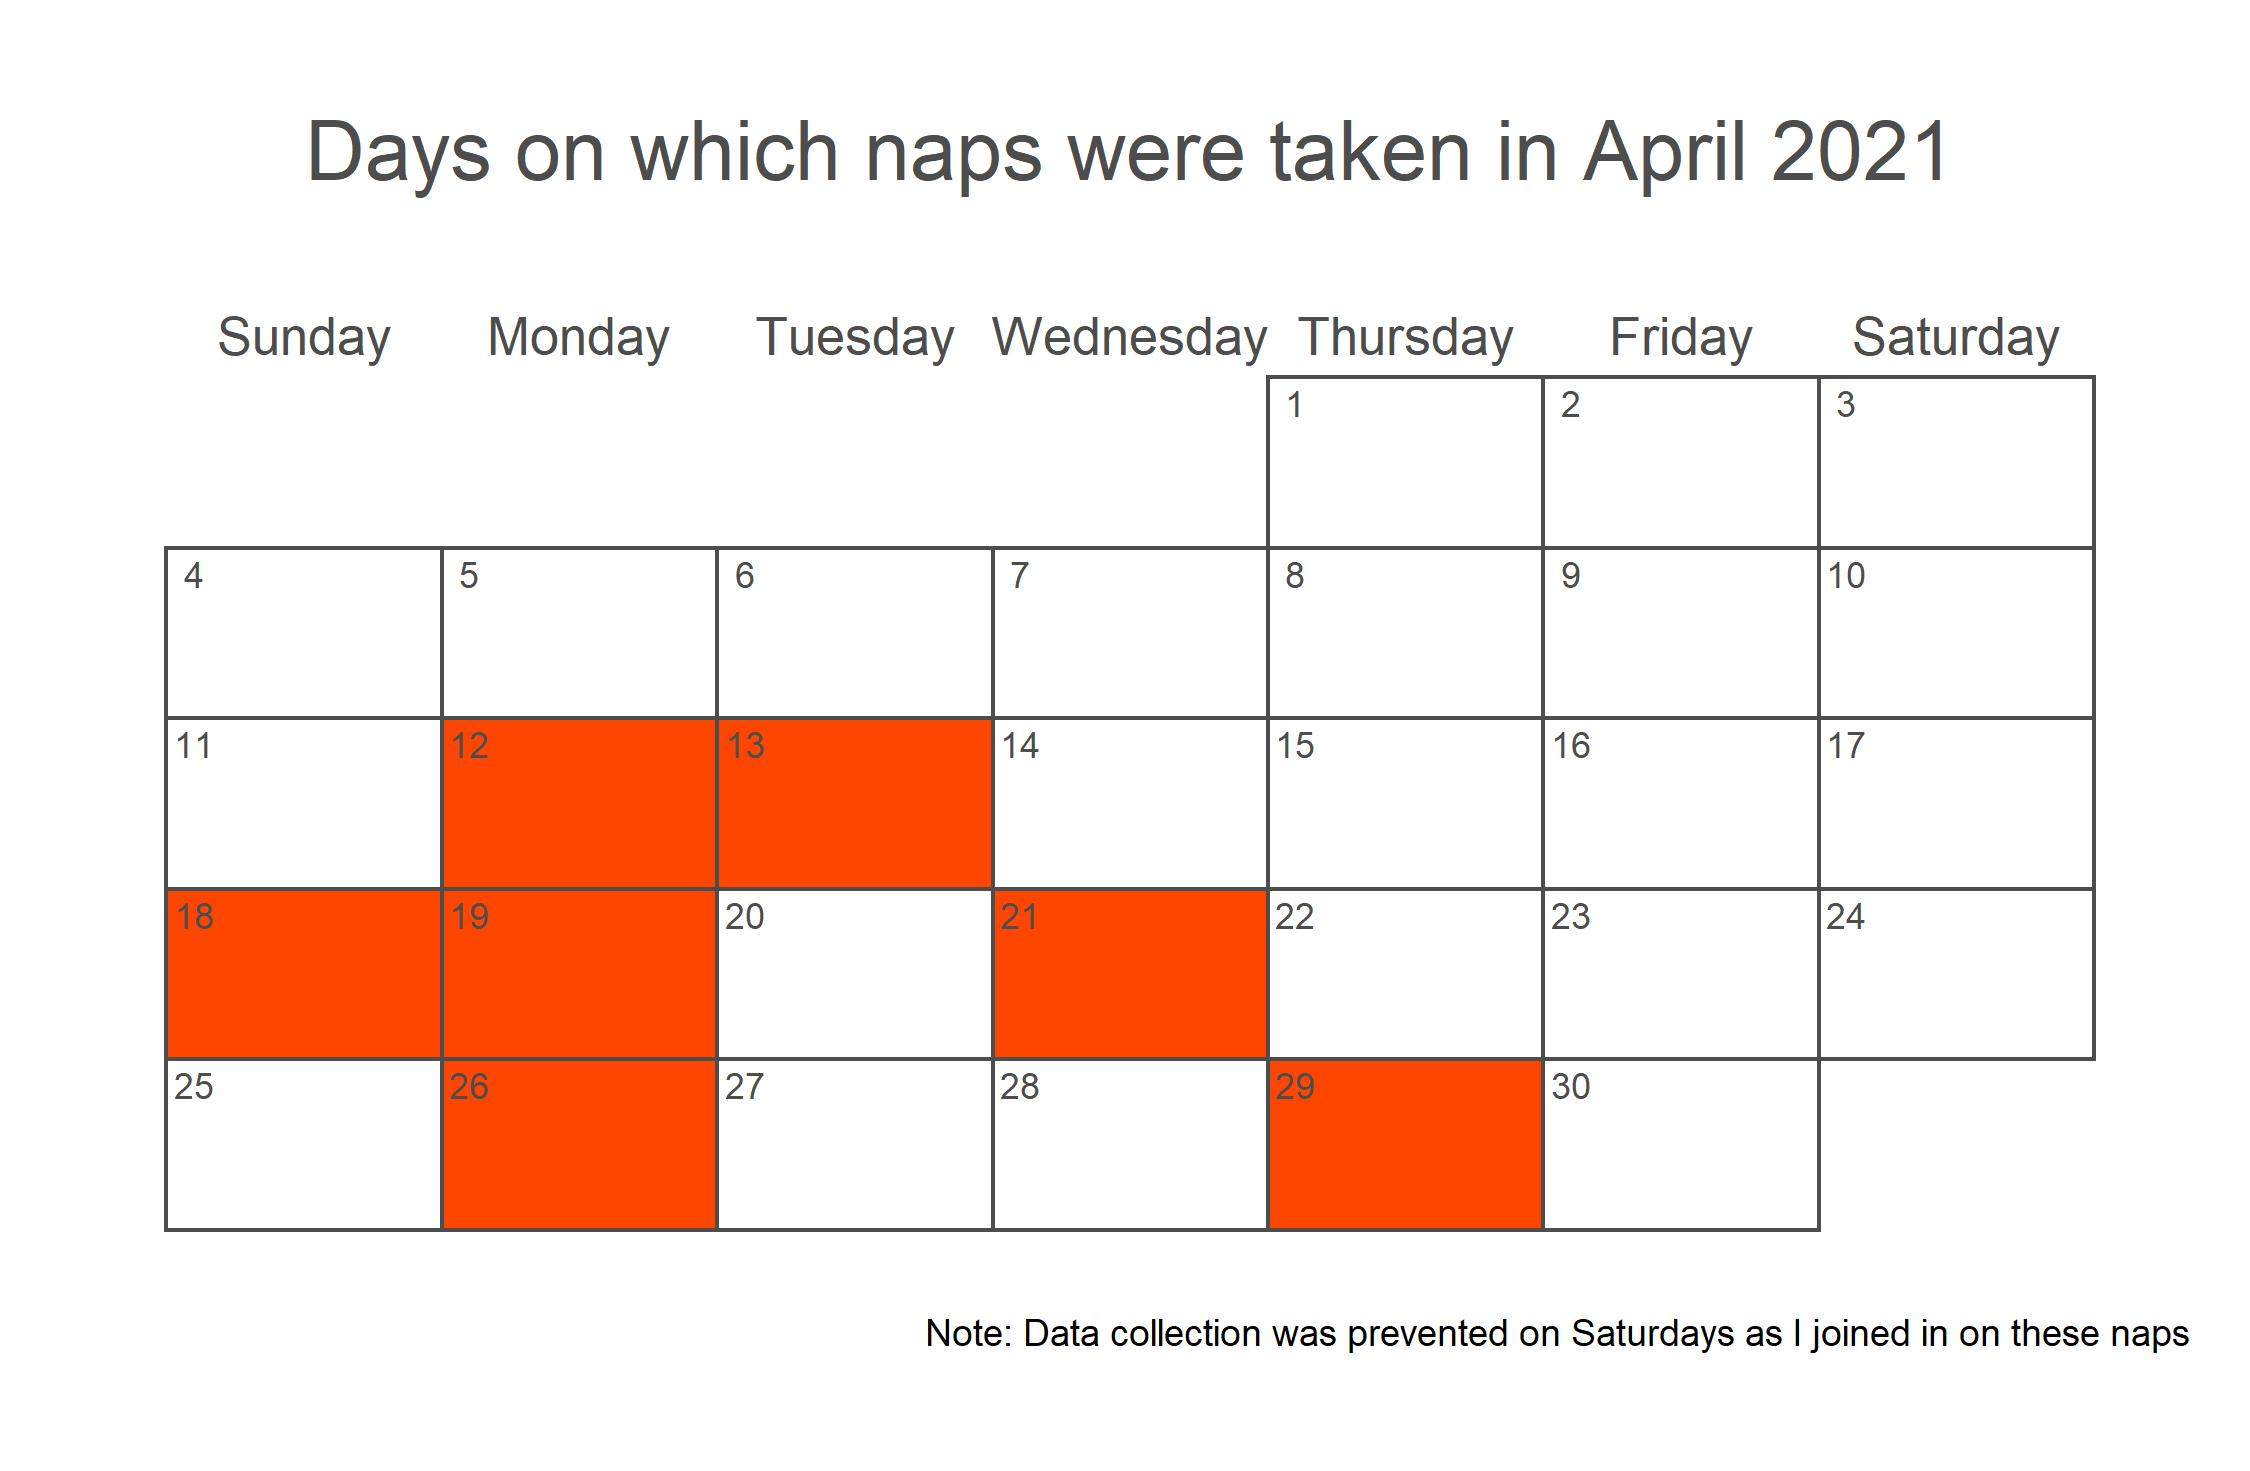 Days on which naps were taken in April 2021
Sunday Monday Tuesday Wednesday Thursday Friday Saturday
1 2 3
4 5 6 7 8 9 10
11 12 13 14 15 16 17
18 19 20 21 22 23 24
25 26 27 28 29 30
Note: Data collection was prevented on Saturdays as I joined in on these naps